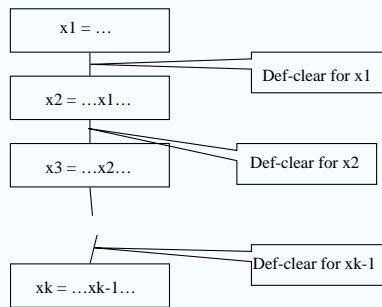 x1 = …
Def-clear for x1
x2 = …x1…
x3 = …x2…
Def-clear for x2
Def-clear for xk-1
xk = …xk-1…